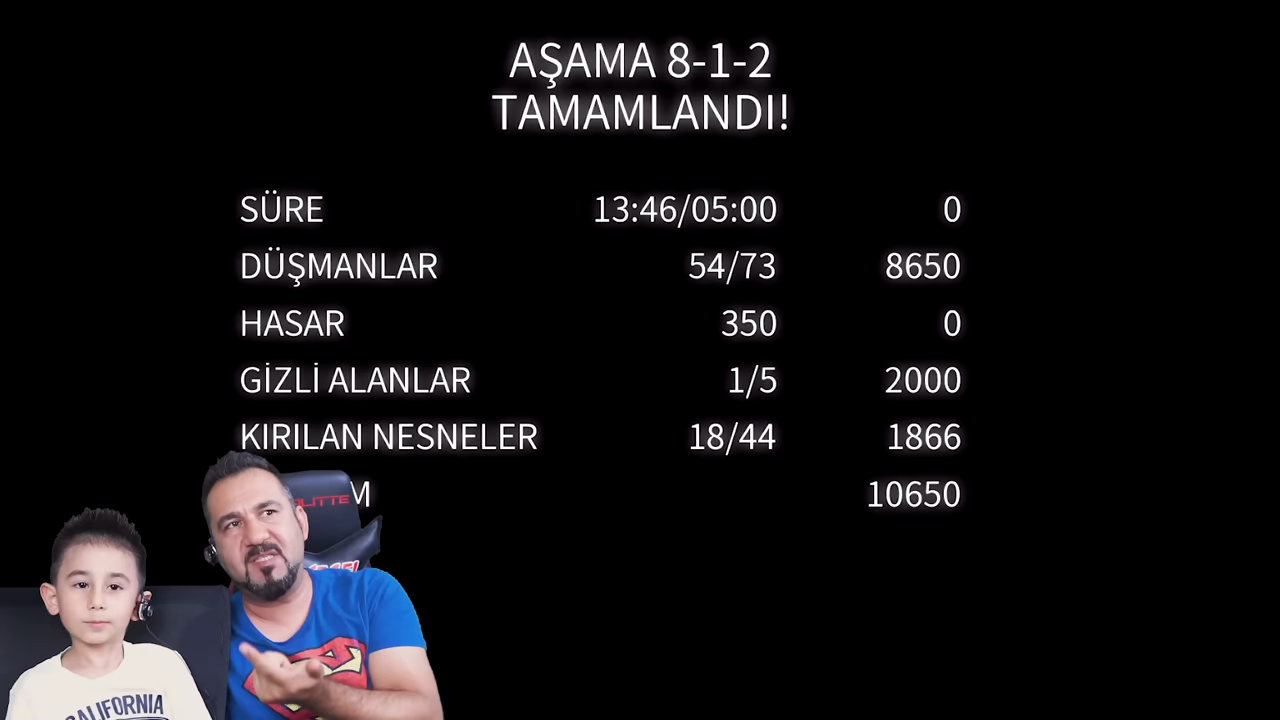 AŞAMA 8-1-2
TAMAMLANDI!
SÜRE 13:46/05:00 0
DÜŞMANLAR 54/73 8650
HASAR 350 0
GİZLİ ALANLAR 1/5 2000
KIRILAN NESNELER 18/44 1866
10650
CALIFORNIA